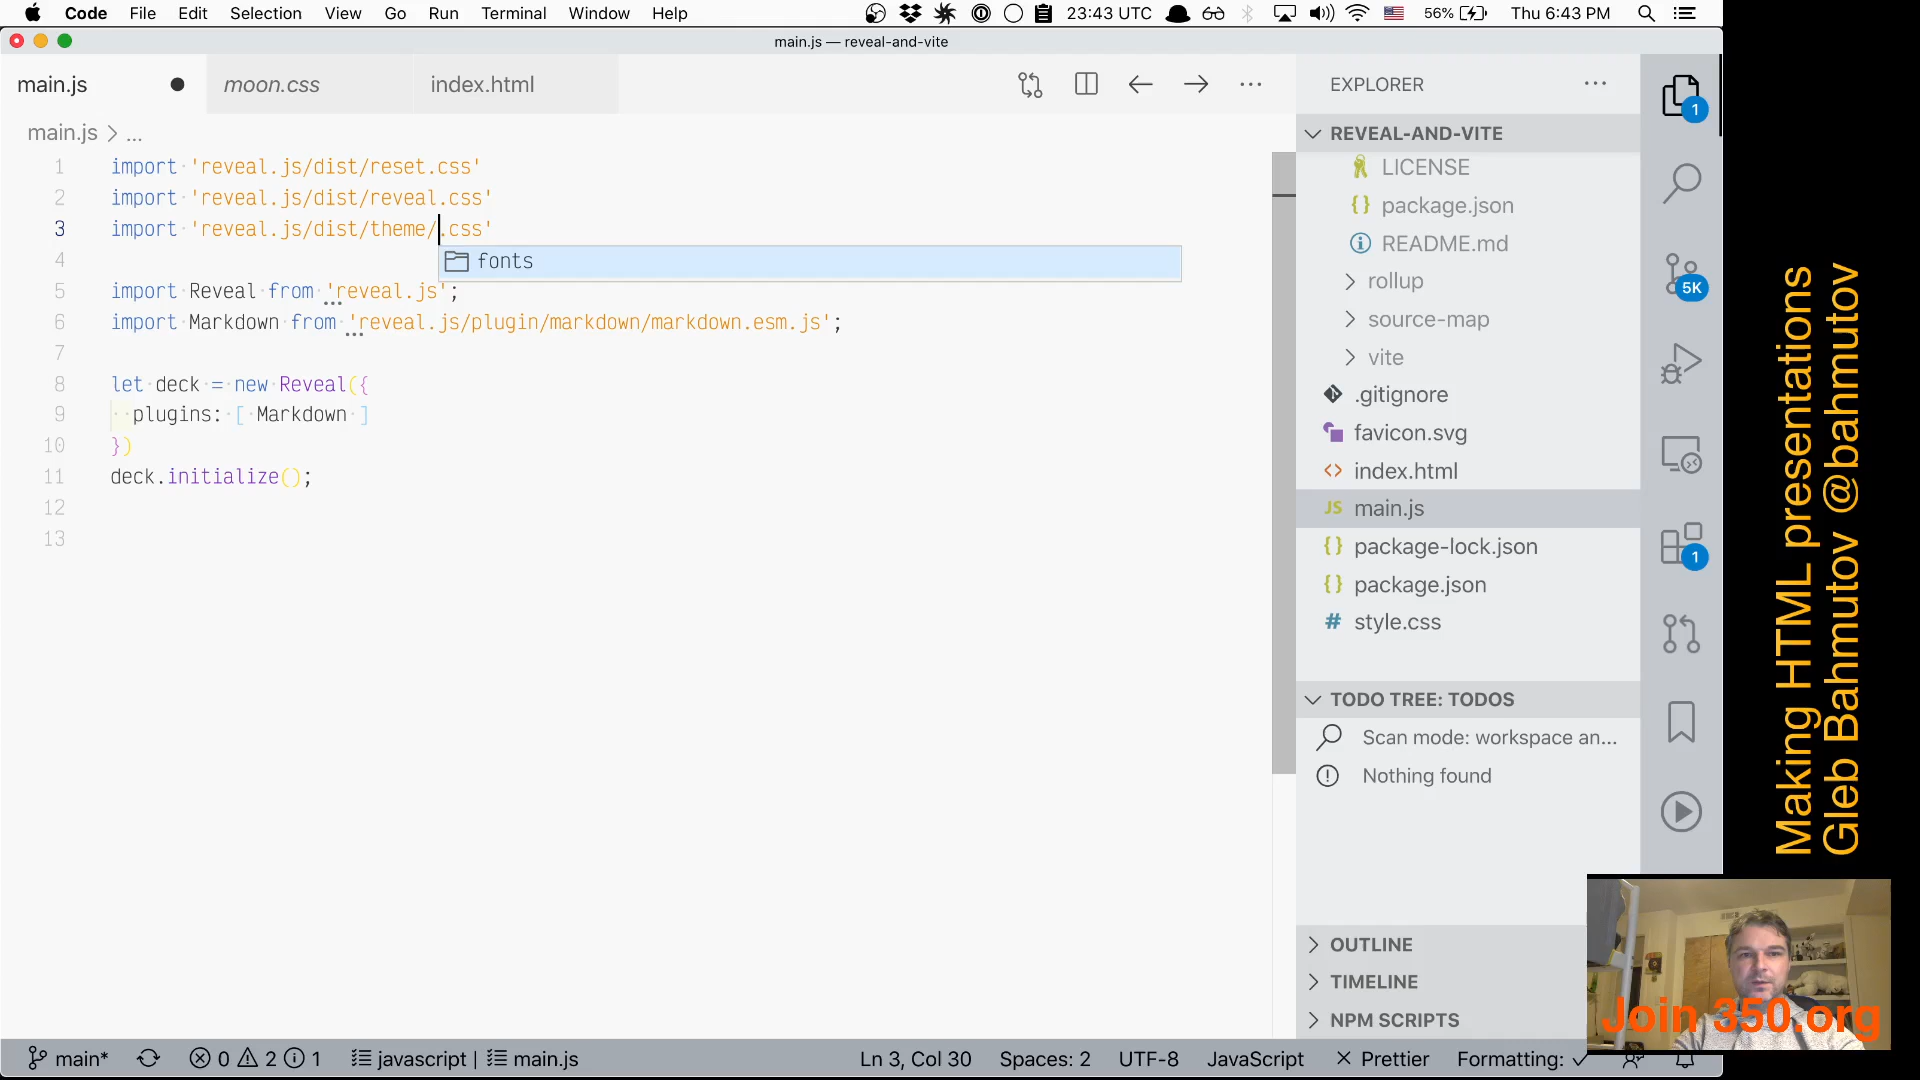 Code File Edit Selection View Go Run Terminal Window Help 23:43 UTC 56% Thu 6:43 PM
main.js — reveal-and-vite
main.js moon.css index.html
main.js > ...
1 import 'reveal.js/dist/reset.css'
2 import 'reveal.js/dist/reveal.css'
3 import 'reveal.js/dist/theme/.css'
fonts
4
5 import Reveal from 'reveal.js';
6 import Markdown from 'reveal.js/plugin/markdown/markdown.esm.js';
7
8 let deck = new Reveal({
9 plugins: [ Markdown ]
10 })
11 deck.initialize();
12
13
EXPLORER
REVEAL-AND-VITE
LICENSE
{} package.json
README.md
> rollup
> source-map
> vite
.gitignore
favicon.svg
<> index.html
JS main.js
{} package-lock.json
{} package.json
# style.css
TODO TREE: TODOS
Scan mode: workspace an...
Nothing found
OUTLINE
TIMELINE
NPM SCRIPTS
1
5K
1
Making HTML presentations
Gleb Bahmutov @bahmutov
Join 350.org
main* 0 2 1 javascript | main.js Ln 3, Col 30 Spaces: 2 UTF-8 JavaScript Prettier Formatting: ✓